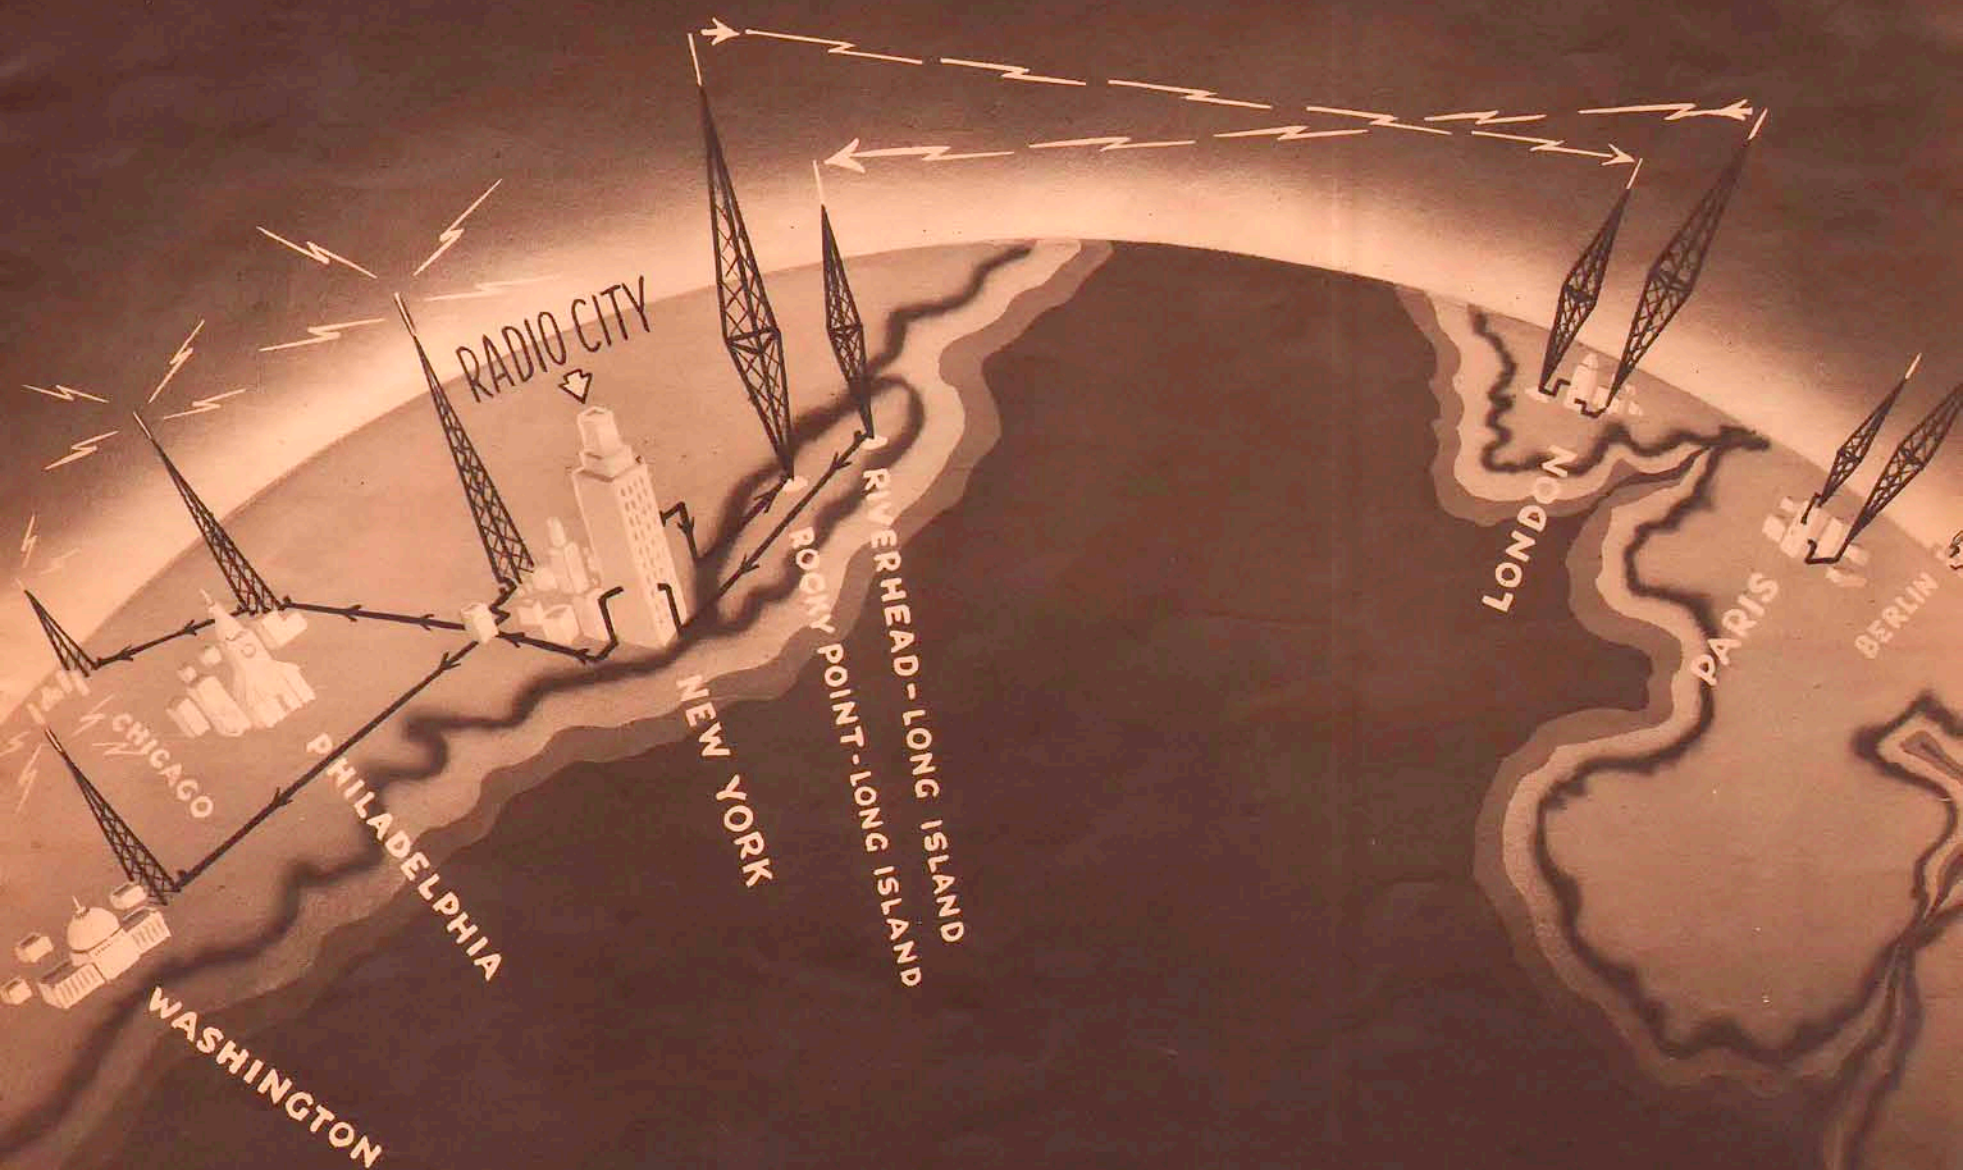 RADIO CITY
CHICAGO
PHILADELPHIA
WASHINGTON
NEW YORK
ROCKY POINT-LONG ISLAND
RIVERHEAD-LONG ISLAND
LONDON
PARIS
BERLIN